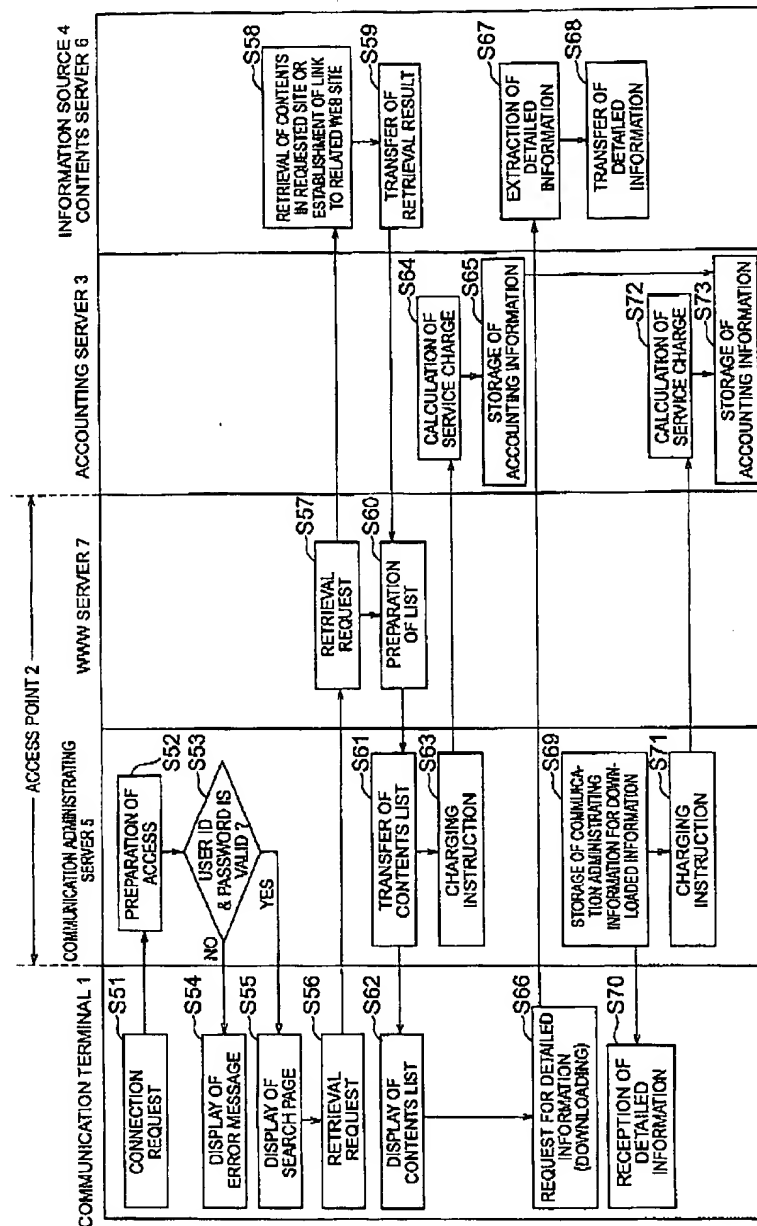 ACCESS POINT 2
COMMUNICATION TERMINAL 1
COMMUNICATION ADMINISTRATING
SERVER 5
WWW SERVER 7
ACCOUNTING SERVER 3
INFORMATION SOURCE 4
CONTENTS SERVER 6
S51
CONNECTION
REQUEST
S52
PREPARATION OF
ACCESS
S53
USER ID
& PASSWORD IS
VALID ?
NO
YES
S54
DISPLAY OF
ERROR MESSAGE
S55
DISPLAY OF
SEARCH PAGE
S56
RETRIEVAL
REQUEST
S57
RETRIEVAL
REQUEST
S58
RETRIEVAL OF CONTENTS
IN REQUESTED SITE OR
ESTABLISHMENT OF LINK
TO RELATED WEB SITE
S59
TRANSFER OF
RETRIEVAL RESULT
S60
PREPARATION
OF LIST
S61
TRANSFER OF
CONTENTS LIST
S62
DISPLAY OF
CONTENTS LIST
S63
CHARGING
INSTRUCTION
S64
CALCULATION OF
SERVICE CHARGE
S65
STORAGE OF
ACCOUNTING INFORMATION
S66
REQUEST FOR DETAILED
INFORMATION
(DOWNLOADING)
S67
EXTRACTION OF
DETAILED
INFORMATION
S68
TRANSFER OF
DETAILED
INFORMATION
S69
STORAGE OF COMMUNICA-
TION ADMINISTRATING
INFORMATION FOR DOWN-
LOADED INFORMATION
S70
RECEPTION OF
DETAILED
INFORMATION
S71
CHARGING
INSTRUCTION
S72
CALCULATION OF
SERVICE CHARGE
S73
STORAGE OF
ACCOUNTING INFORMATION